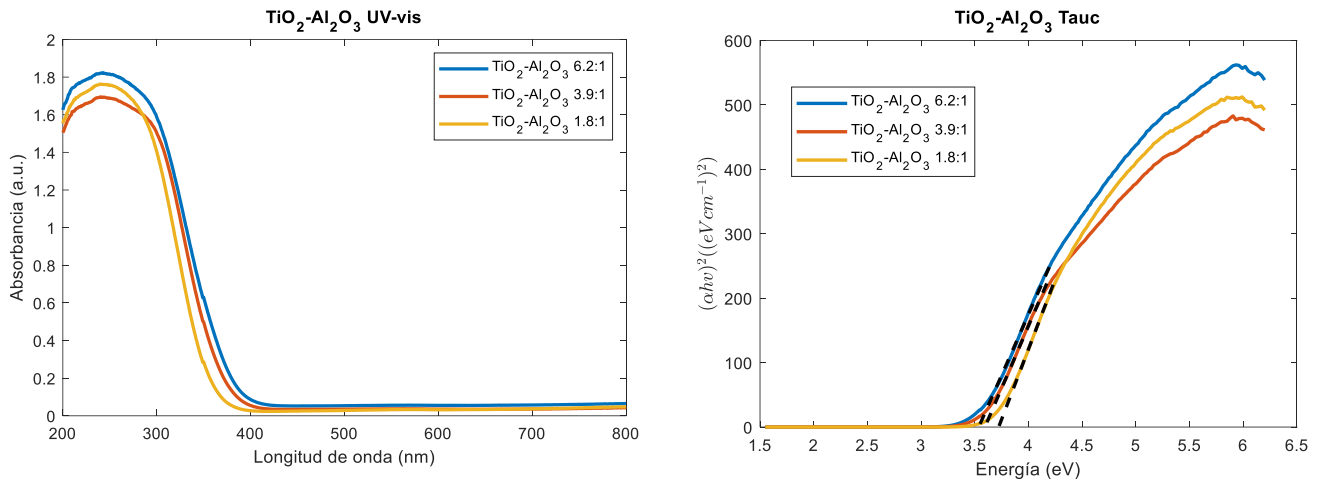 TiO2-Al2O3 UV-vis
2
1.8
1.6
1.4
1.2
1
0.8
0.6
0.4
0.2
0
Absorbancia (a.u.)
TiO2-Al2O3 6.2:1
TiO2-Al2O3 3.9:1
TiO2-Al2O3 1.8:1
200 300 400 500 600 700 800
Longitud de onda (nm)
TiO2-Al2O3 Tauc
600
500
400
300
200
100
0
(αhν)^2((eVcm^−1)^2)
TiO2-Al2O3 6.2:1
TiO2-Al2O3 3.9:1
TiO2-Al2O3 1.8:1
1.5 2 2.5 3 3.5 4 4.5 5 5.5 6 6.5
Energía (eV)